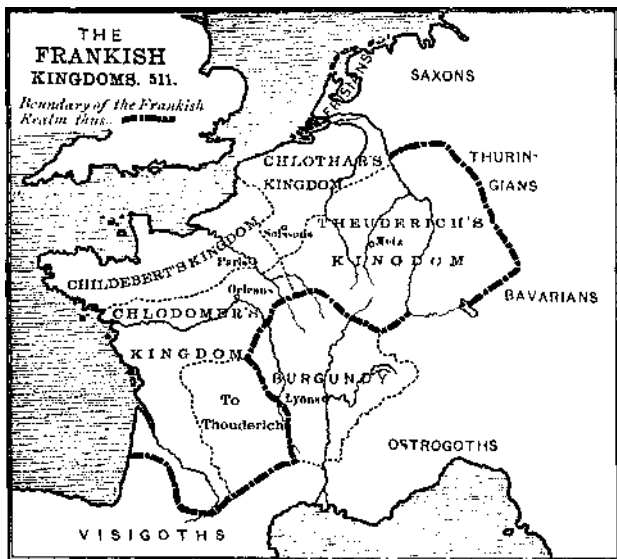 THE
FRANKISH
KINGDOMS. 511.
Boundary of the Frankish
Realm thus
FRISIANS
SAXONS
CHLOTHAR'S
KINGDOM
THURIN-
GIANS
THEUDERICH'S
KINGDOM
Soissons
Metz
CHILDEBERT'S KINGDOM
Paris
Orleans
BAVARIANS
CHLODOMER'S
KINGDOM
BURGUNDY
Lyons
To
Theuderich
OSTROGOTHS
VISIGOTHS